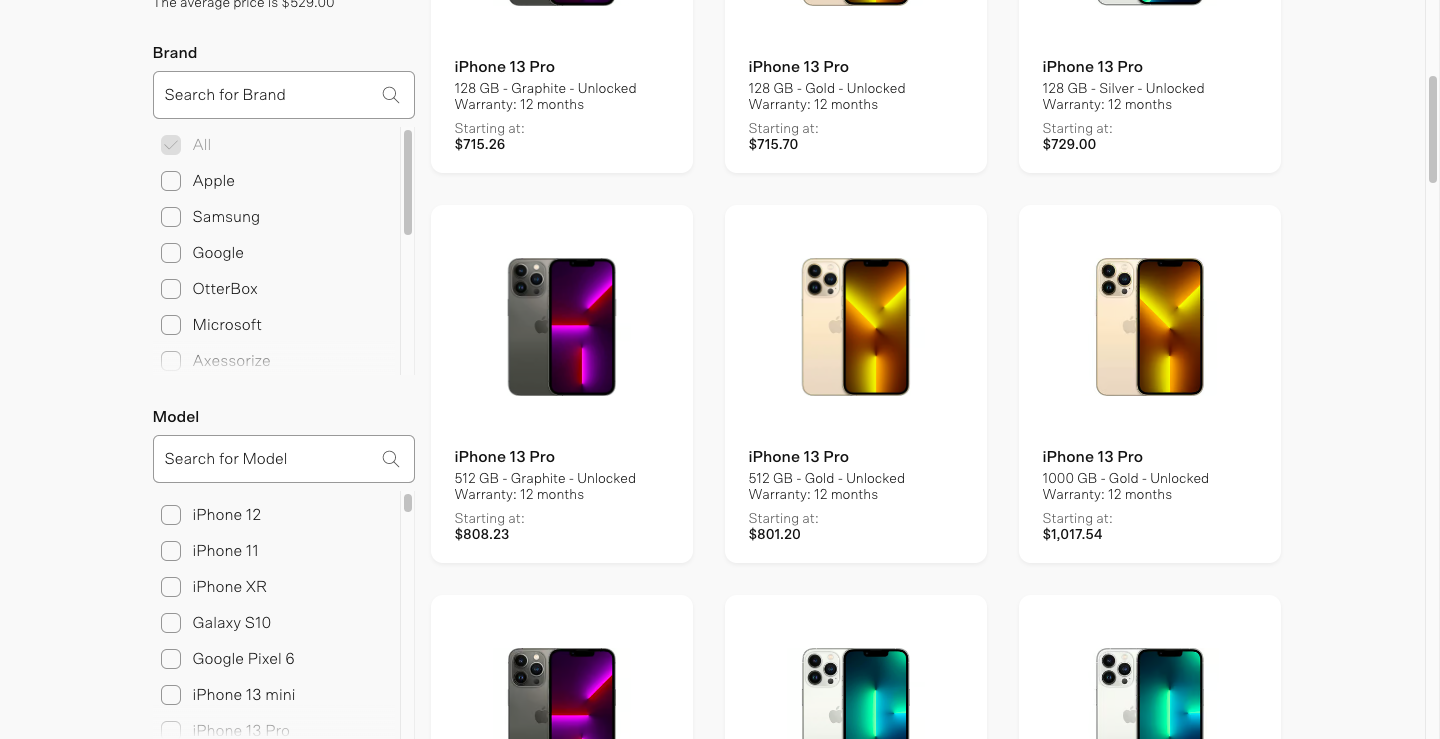 The average price is $529.00
Brand
Search for Brand
All
Apple
Samsung
Google
OtterBox
Microsoft
Axessorize
Model
Search for Model
iPhone 12
iPhone 11
iPhone XR
Galaxy S10
Google Pixel 6
iPhone 13 mini
iPhone 13 Pro
iPhone 13 Pro
128 GB - Graphite - Unlocked
Warranty: 12 months
Starting at:
$715.26
iPhone 13 Pro
128 GB - Gold - Unlocked
Warranty: 12 months
Starting at:
$715.70
iPhone 13 Pro
128 GB - Silver - Unlocked
Warranty: 12 months
Starting at:
$729.00
iPhone 13 Pro
512 GB - Graphite - Unlocked
Warranty: 12 months
Starting at:
$808.23
iPhone 13 Pro
512 GB - Gold - Unlocked
Warranty: 12 months
Starting at:
$801.20
iPhone 13 Pro
1000 GB - Gold - Unlocked
Warranty: 12 months
Starting at:
$1,017.54